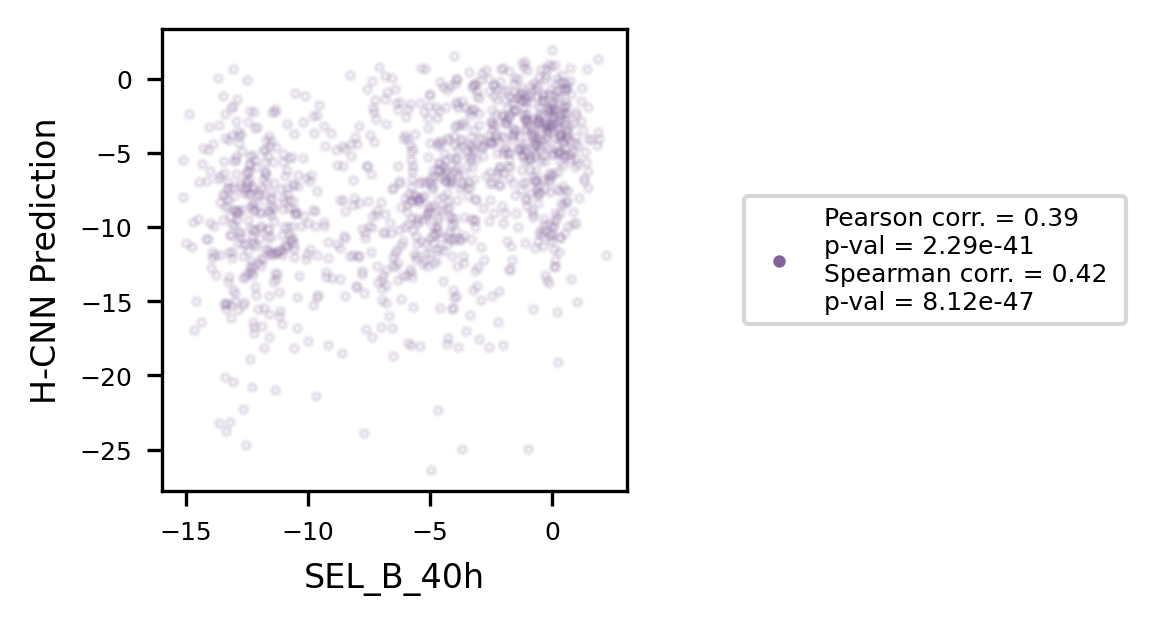 H-CNN Prediction
0
−5
−10
−15
−20
−25
−15
−10
−5
0
SEL_B_40h
Pearson corr. = 0.39
p-val = 2.29e-41
Spearman corr. = 0.42
p-val = 8.12e-47